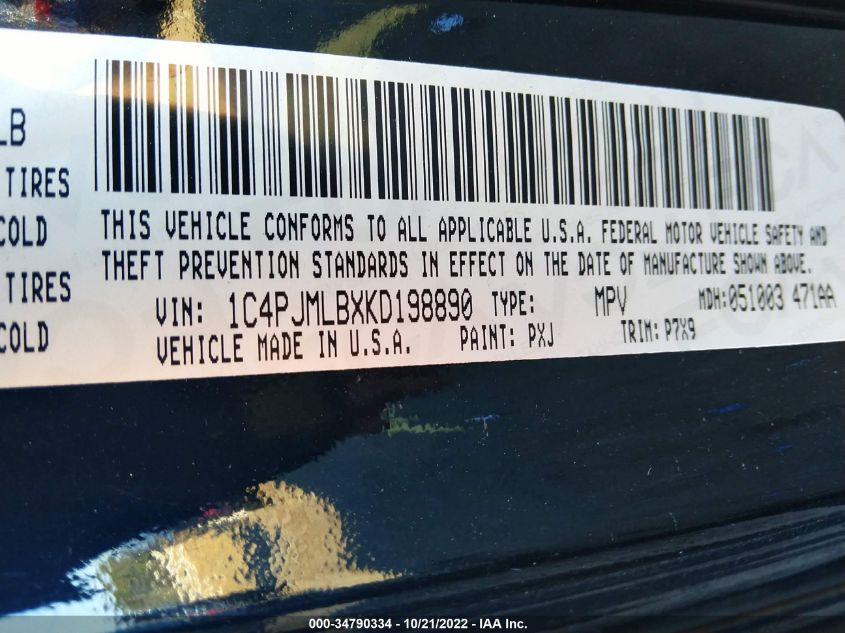 LB
TIRES
COLD
TIRES
COLD
THIS VEHICLE CONFORMS TO ALL APPLICABLE U.S.A. FEDERAL MOTOR VEHICLE SAFETY AND
THEFT PREVENTION STANDARDS IN EFFECT ON THE DATE OF MANUFACTURE SHOWN ABOVE.
VIN: 1C4PJMLBXKD198890 TYPE: MPV MDH: 051003 471AA
VEHICLE MADE IN U.S.A. PAINT: PXJ TRIM: P7X9
000-34790334 - 10/21/2022 - IAA Inc.